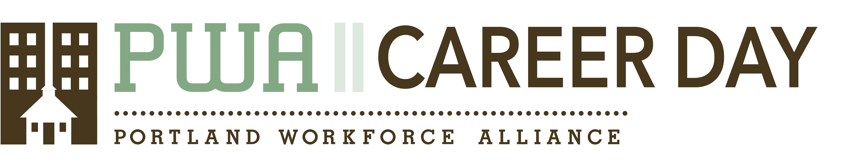 PWA || CAREER DAY
PORTLAND WORKFORCE ALLIANCE